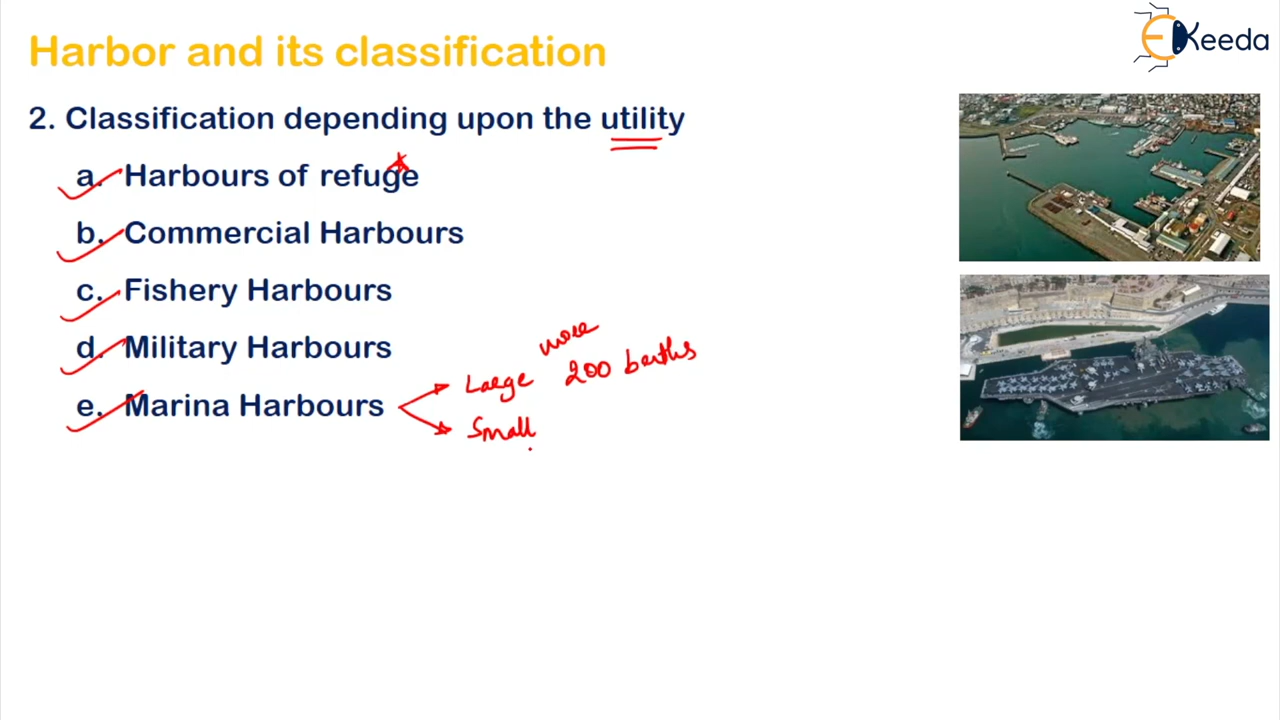 Harbor and its classification
EKeeda
2. Classification depending upon the utility
a. Harbours of refuge
b. Commercial Harbours
c. Fishery Harbours
d. Military Harbours
more
Large 200 berths
e. Marina Harbours
Small